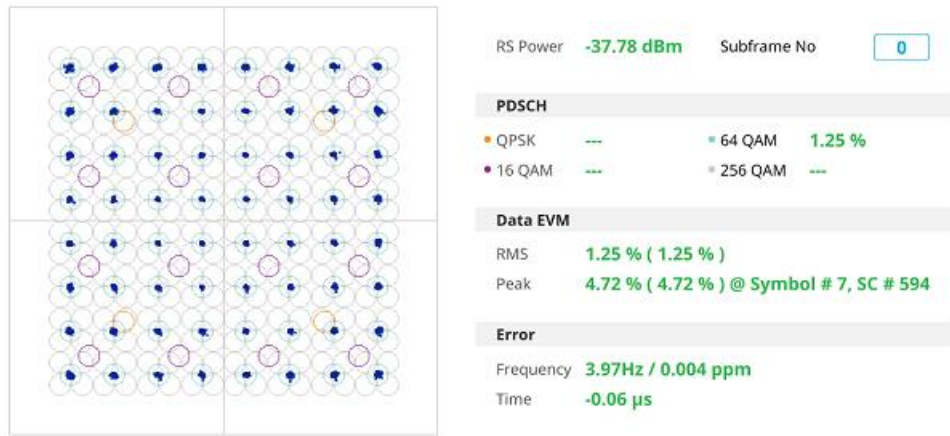 RS Power -37.78 dBm Subframe No 0
PDSCH
QPSK --- 64 QAM 1.25 %
16 QAM --- 256 QAM ---
Data EVM
RMS 1.25 % ( 1.25 % )
Peak 4.72 % ( 4.72 % ) @ Symbol # 7, SC # 594
Error
Frequency 3.97Hz / 0.004 ppm
Time -0.06 µs